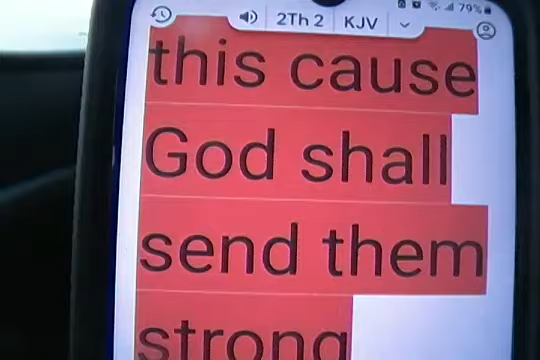 79%
2Th 2 KJV
this cause
God shall
send them
strong